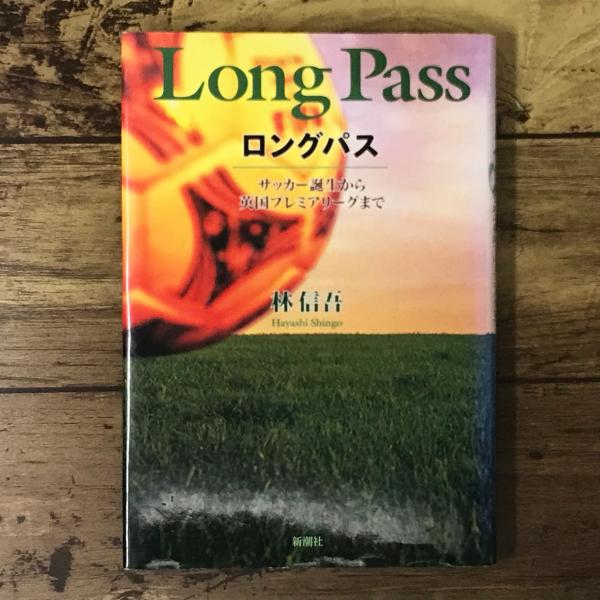 Long Pass
ロングパス
サッカー誕生から
英国プレミアリーグまで
林信吾
Hayashi Shingo
新潮社